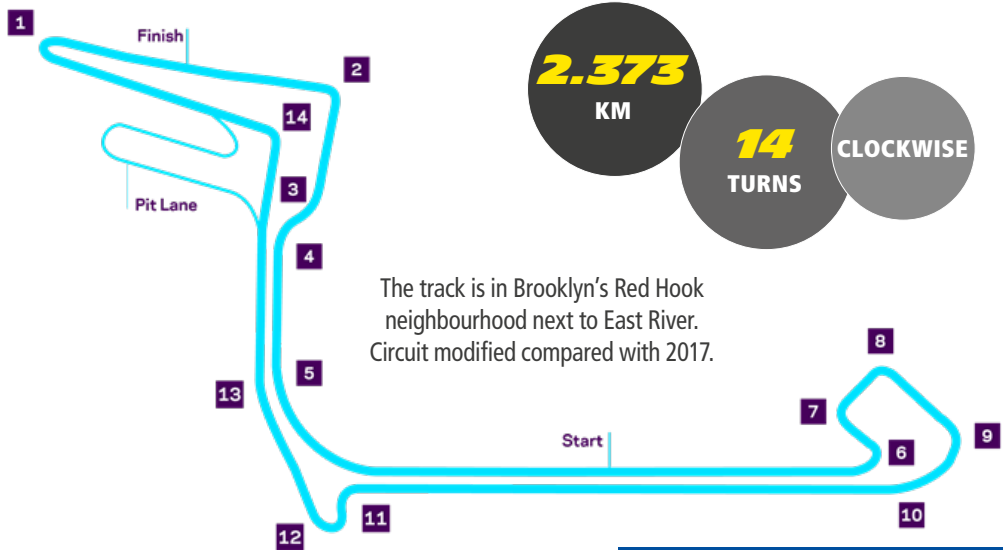 1
Finish
2
14
3
Pit Lane
4
5
13
12
11
Start
8
7
6
9
10
2.373
KM
14
TURNS
CLOCKWISE
The track is in Brooklyn's Red Hook
neighbourhood next to East River.
Circuit modified compared with 2017.